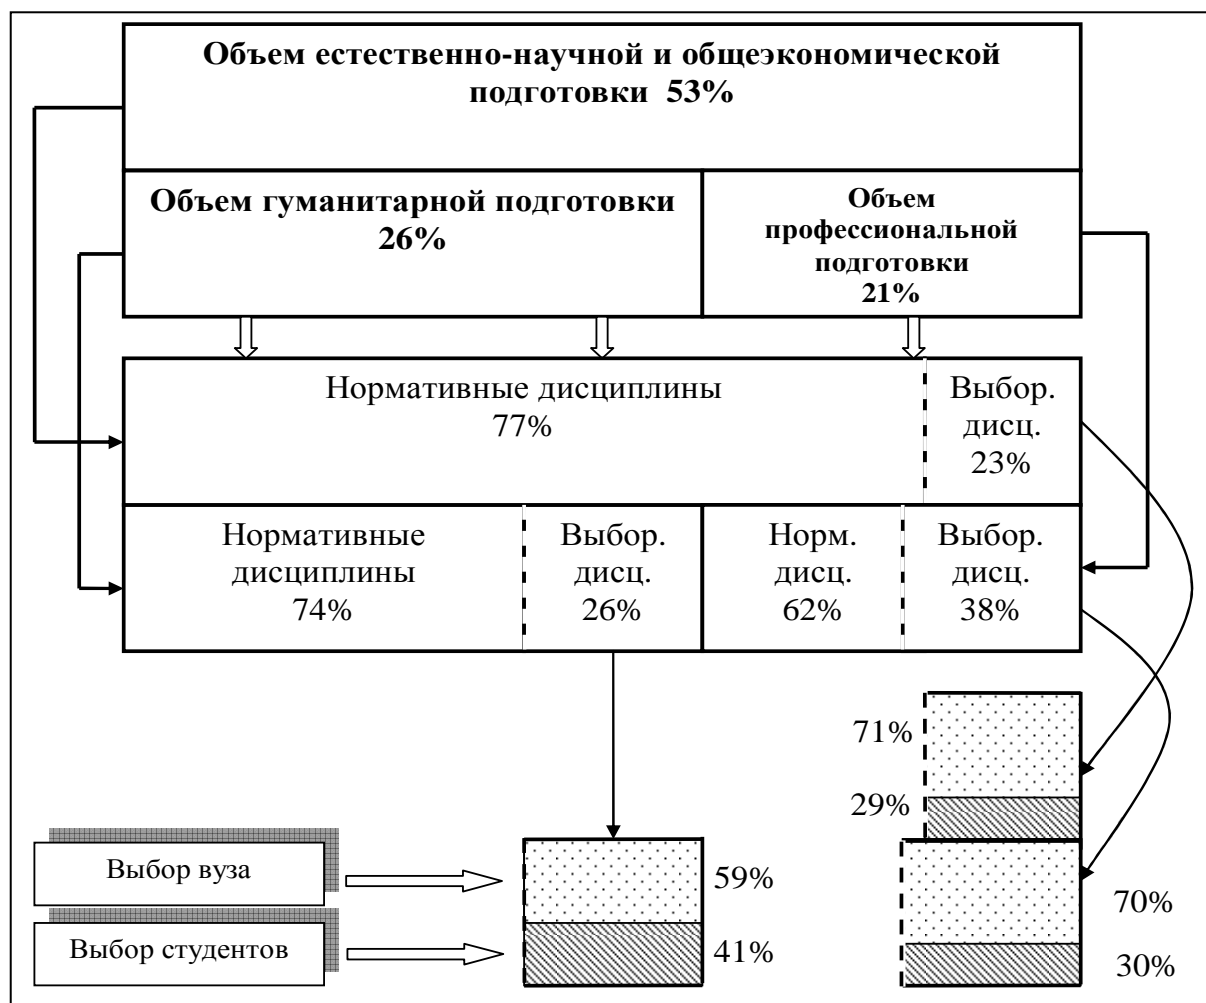 Объем естественно-научной и общеэкономической
подготовки 53%
Объем гуманитарной подготовки
26%
Объем
профессиональной
подготовки
21%
Нормативные дисциплины
77%
Выбор.
дисц.
23%
Нормативные
дисциплины
74%
Выбор.
дисц.
26%
Норм.
дисц.
62%
Выбор.
дисц.
38%
71%
29%
Выбор вуза
59%
70%
Выбор студентов
41%
30%